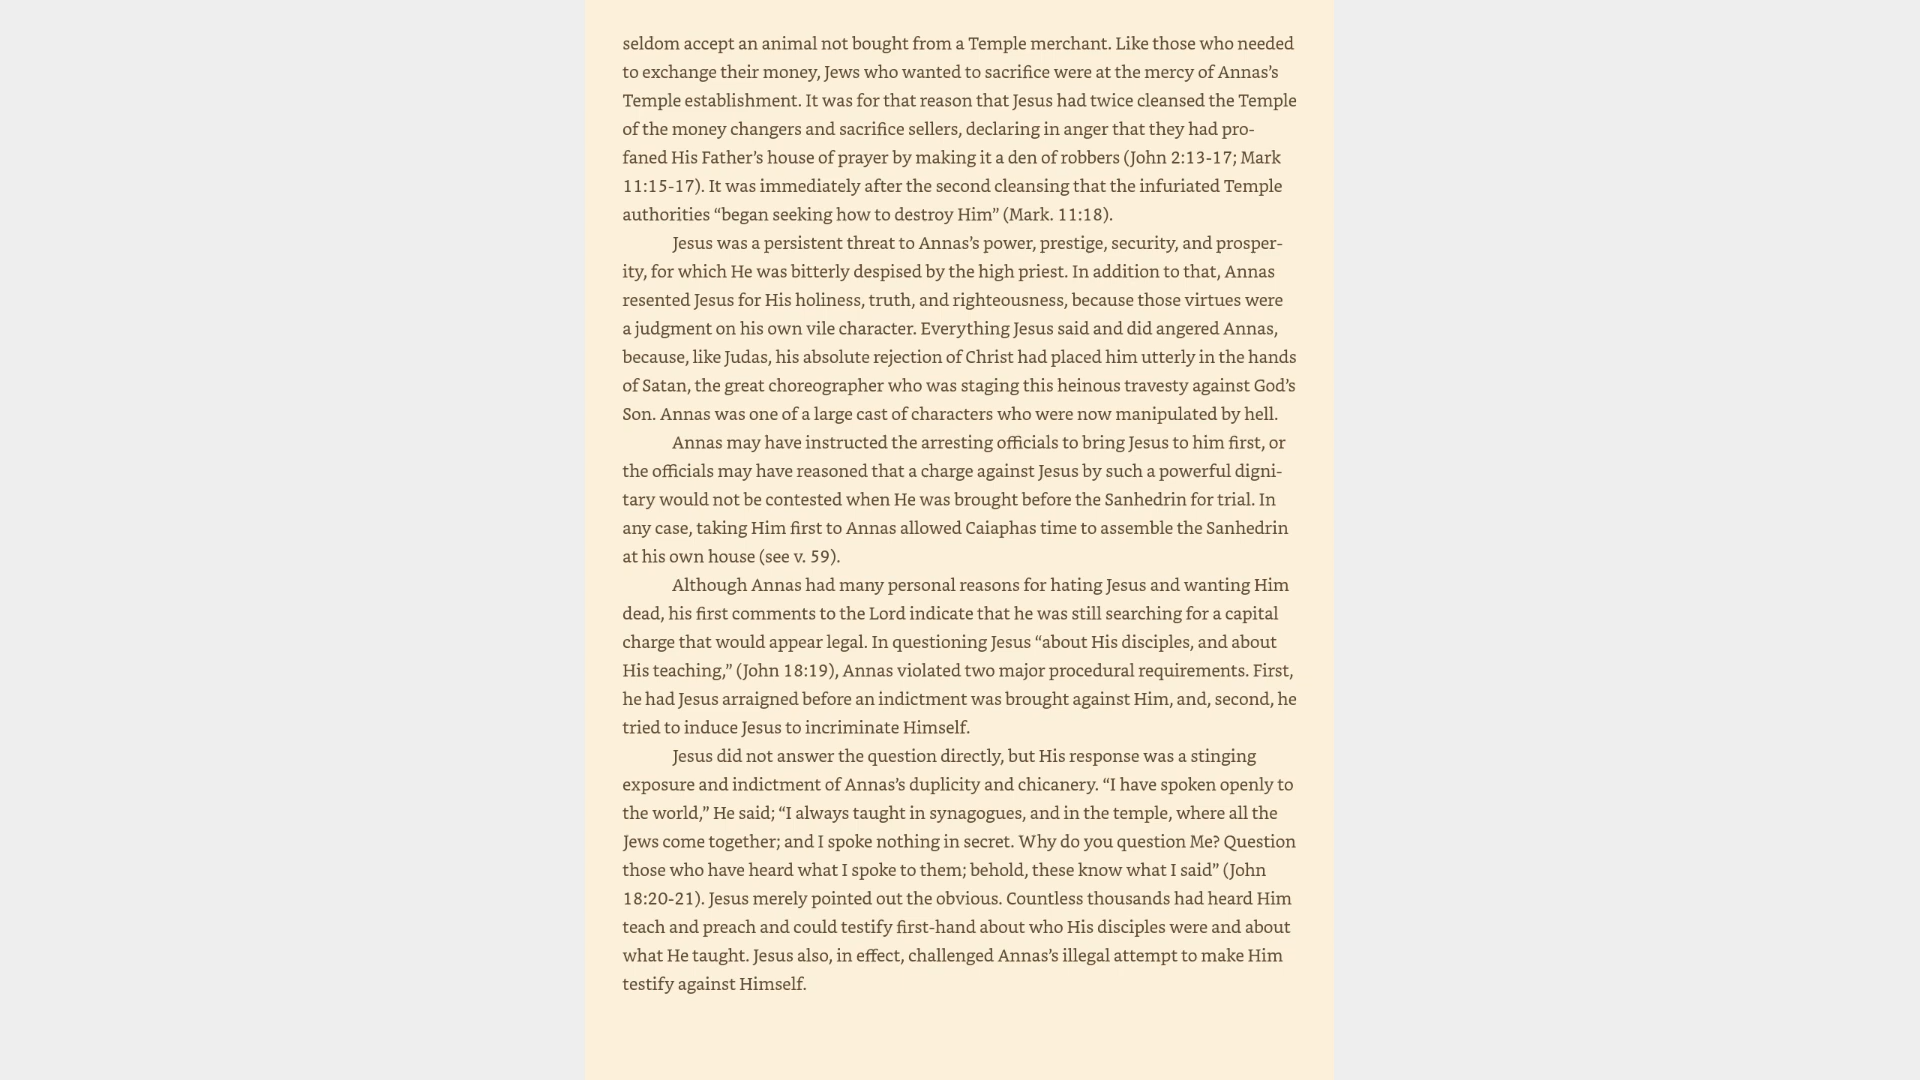 seldom accept an animal not bought from a Temple merchant. Like those who needed
to exchange their money, Jews who wanted to sacrifice were at the mercy of Annas’s
Temple establishment. It was for that reason that Jesus had twice cleansed the Temple
of the money changers and sacrifice sellers, declaring in anger that they had pro-
faned His Father’s house of prayer by making it a den of robbers (John 2:13-17; Mark
11:15-17). It was immediately after the second cleansing that the infuriated Temple
authorities “began seeking how to destroy Him” (Mark. 11:18).
Jesus was a persistent threat to Annas’s power, prestige, security, and prosper-
ity, for which He was bitterly despised by the high priest. In addition to that, Annas
resented Jesus for His holiness, truth, and righteousness, because those virtues were
a judgment on his own vile character. Everything Jesus said and did angered Annas,
because, like Judas, his absolute rejection of Christ had placed him utterly in the hands
of Satan, the great choreographer who was staging this heinous travesty against God’s
Son. Annas was one of a large cast of characters who were now manipulated by hell.
Annas may have instructed the arresting officials to bring Jesus to him first, or
the officials may have reasoned that a charge against Jesus by such a powerful digni-
tary would not be contested when He was brought before the Sanhedrin for trial. In
any case, taking Him first to Annas allowed Caiaphas time to assemble the Sanhedrin
at his own house (see v. 59).
Although Annas had many personal reasons for hating Jesus and wanting Him
dead, his first comments to the Lord indicate that he was still searching for a capital
charge that would appear legal. In questioning Jesus “about His disciples, and about
His teaching,” (John 18:19), Annas violated two major procedural requirements. First,
he had Jesus arraigned before an indictment was brought against Him, and, second, he
tried to induce Jesus to incriminate Himself.
Jesus did not answer the question directly, but His response was a stinging
exposure and indictment of Annas’s duplicity and chicanery. “I have spoken openly to
the world,” He said; “I always taught in synagogues, and in the temple, where all the
Jews come together; and I spoke nothing in secret. Why do you question Me? Question
those who have heard what I spoke to them; behold, these know what I said” (John
18:20-21). Jesus merely pointed out the obvious. Countless thousands had heard Him
teach and preach and could testify first-hand about who His disciples were and about
what He taught. Jesus also, in effect, challenged Annas’s illegal attempt to make Him
testify against Himself.